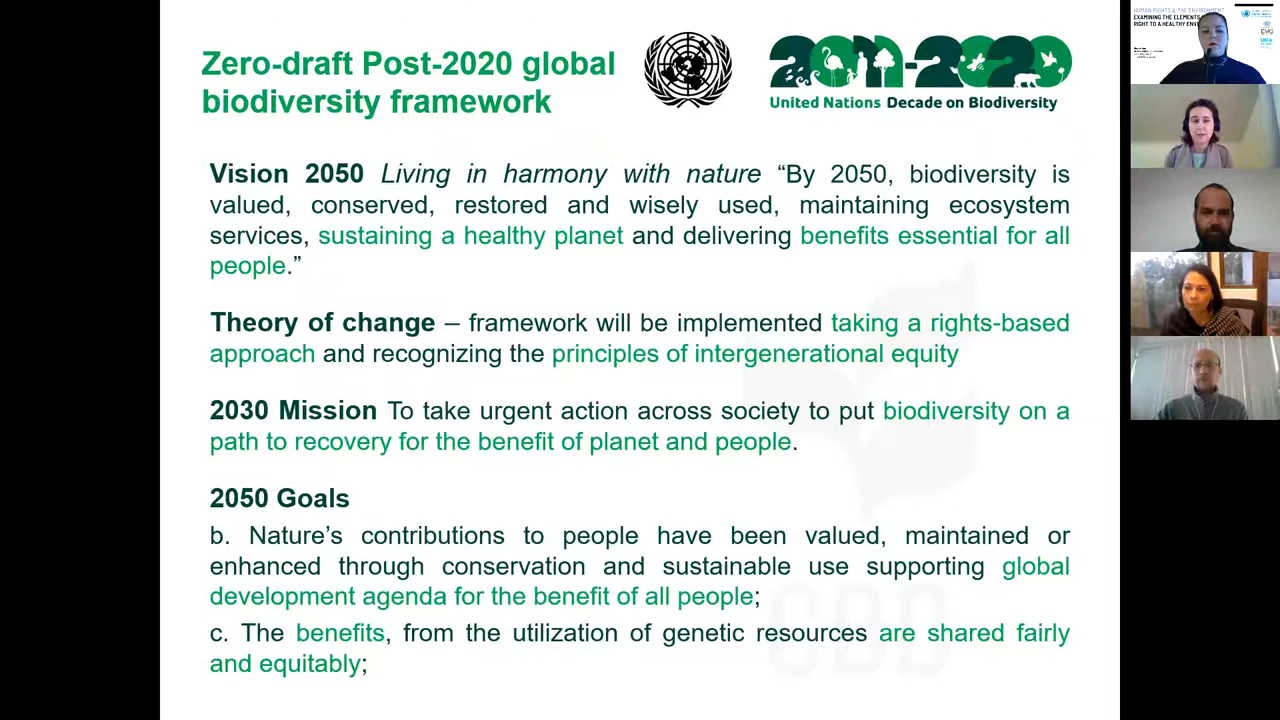 Zero-draft Post-2020 global
biodiversity framework
2011-2020
United Nations Decade on Biodiversity
Vision 2050 Living in harmony with nature “By 2050, biodiversity is
valued, conserved, restored and wisely used, maintaining ecosystem
services, sustaining a healthy planet and delivering benefits essential for all
people.”
Theory of change – framework will be implemented taking a rights-based
approach and recognizing the principles of intergenerational equity
2030 Mission To take urgent action across society to put biodiversity on a
path to recovery for the benefit of planet and people.
2050 Goals
b. Nature’s contributions to people have been valued, maintained or
enhanced through conservation and sustainable use supporting global
development agenda for the benefit of all people;
c. The benefits, from the utilization of genetic resources are shared fairly
and equitably;
CBD
HUMAN RIGHTS & THE ENVIRONMENT
EXAMINING THE ELEMENTS
RIGHT TO A HEALTHY